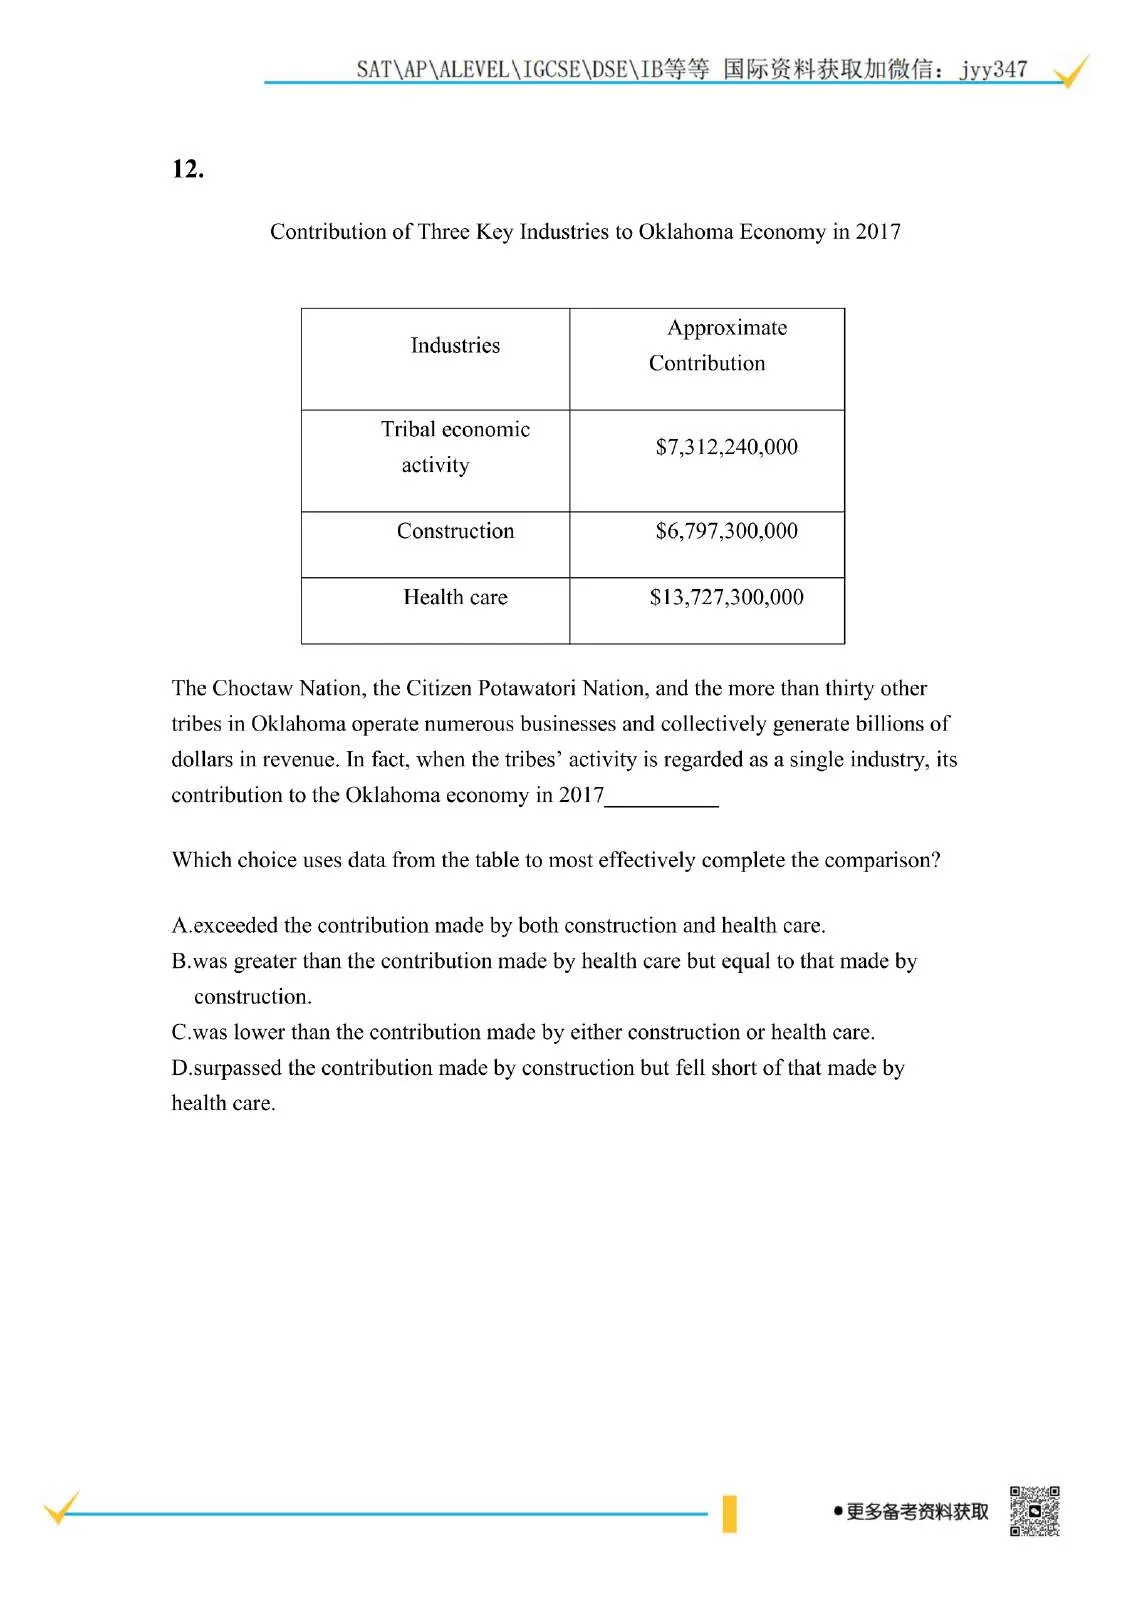 SAT\AP\ALEVEL\IGCSE\DSE\IB等等 国际资料获取加微信: jyy347
12.
Contribution of Three Key Industries to Oklahoma Economy in 2017
Industries
Approximate
Contribution
Tribal economic
activity
$7,312,240,000
Construction
$6,797,300,000
Health care
$13,727,300,000
The Choctaw Nation, the Citizen Potawatori Nation, and the more than thirty other
tribes in Oklahoma operate numerous businesses and collectively generate billions of
dollars in revenue. In fact, when the tribes' activity is regarded as a single industry, its
contribution to the Oklahoma economy in 2017__________
Which choice uses data from the table to most effectively complete the comparison?
A.exceeded the contribution made by both construction and health care.
B.was greater than the contribution made by health care but equal to that made by
construction.
C.was lower than the contribution made by either construction or health care.
D.surpassed the contribution made by construction but fell short of that made by
health care.
•更多备考资料获取